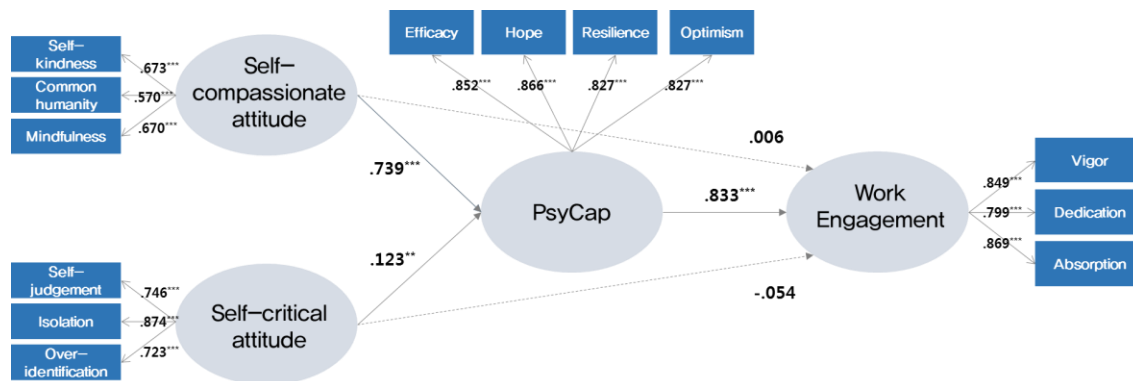 Efficacy
Hope
Resilience
Optimism
Self-
kindness
Common
humanity
Mindfulness
.673***
.570***
.670***
Self-
compassionate
attitude
.852***
.866***
.827***
.827***
.006
.739***
PsyCap
.833***
Work
Engagement
.849***
.799***
.869***
Vigor
Dedication
Absorption
.123**
-.054
Self-
judgement
Isolation
Over-
identification
.746***
.874***
.723***
Self-critical
attitude